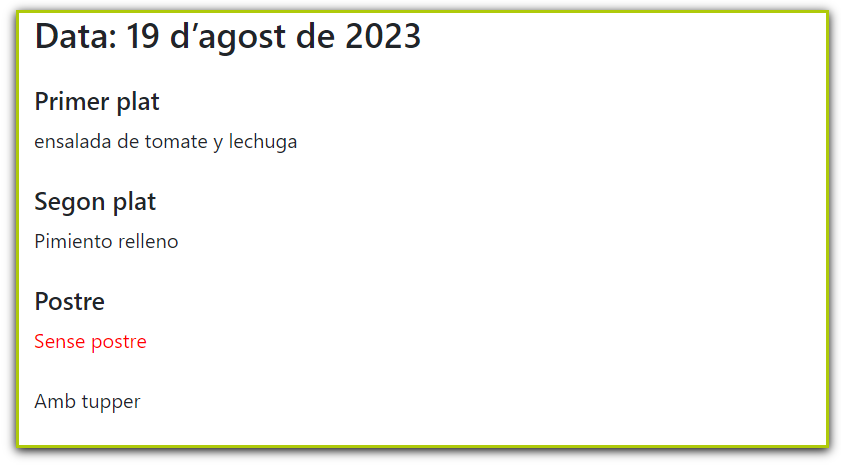 Data: 19 d’agost de 2023
Primer plat
ensalada de tomate y lechuga
Segon plat
Pimiento relleno
Postre
Sense postre
Amb tupper